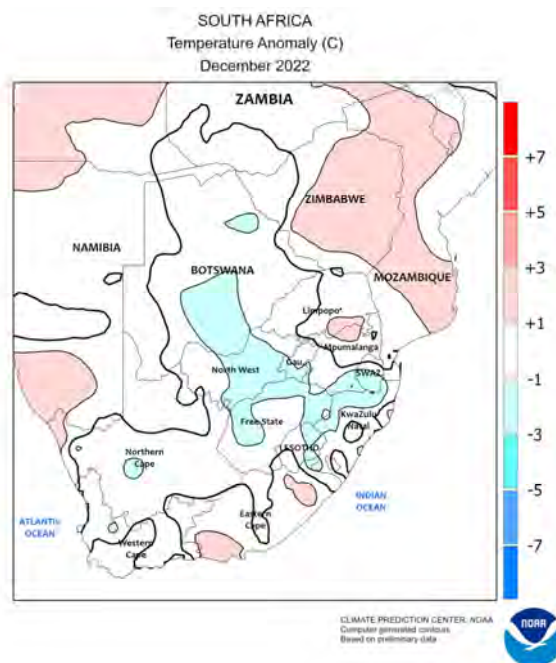 SOUTH AFRICA
Temperature Anomaly (C)
December 2022
ZAMBIA
ZIMBABWE
NAMIBIA
MOZAMBIQUE
BOTSWANA
Limpopo
Mpumalanga
Gau.
North West
SWAZ.
KwaZulu
Natal
Free State
LESOTHO
Northern
Cape
Eastern
Cape
Western
Cape
ATLANTIC
OCEAN
INDIAN
OCEAN
+7
+5
+3
+1
-1
-3
-5
-7
CLIMATE PREDICTION CENTER, NOAA
Computer generated contours
Based on preliminary data
NOAA